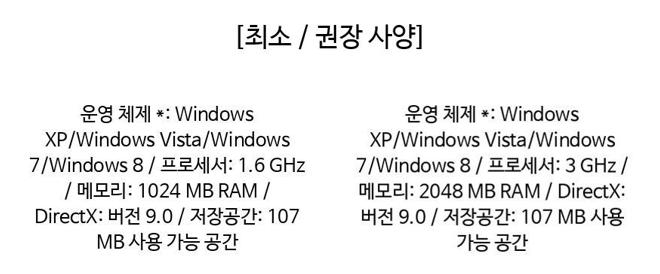 [최소 / 권장 사양]
운영 체제 *: Windows
XP/Windows Vista/Windows
7/Windows 8 / 프로세서: 1.6 GHz
/ 메모리: 1024 MB RAM /
DirectX: 버전 9.0 / 저장공간: 107
MB 사용 가능 공간
운영 체제 *: Windows
XP/Windows Vista/Windows
7/Windows 8 / 프로세서: 3 GHz /
메모리: 2048 MB RAM / DirectX:
버전 9.0 / 저장공간: 107 MB 사용
가능 공간